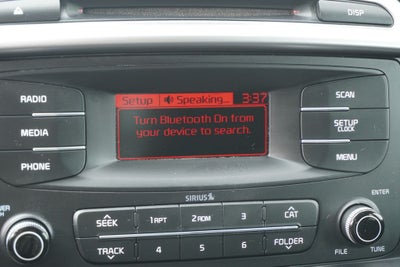 DISP
RADIO
MEDIA
PHONE
Setup Speaking... 3:37
Turn Bluetooth On from
your device to search.
SCAN
SETUP
CLOCK
MENU
SIRIUS
SEEK 1 RPT 2 RDM 3 CAT
TRACK 4 5 6 FOLDER
ENTER
FILE TUNE